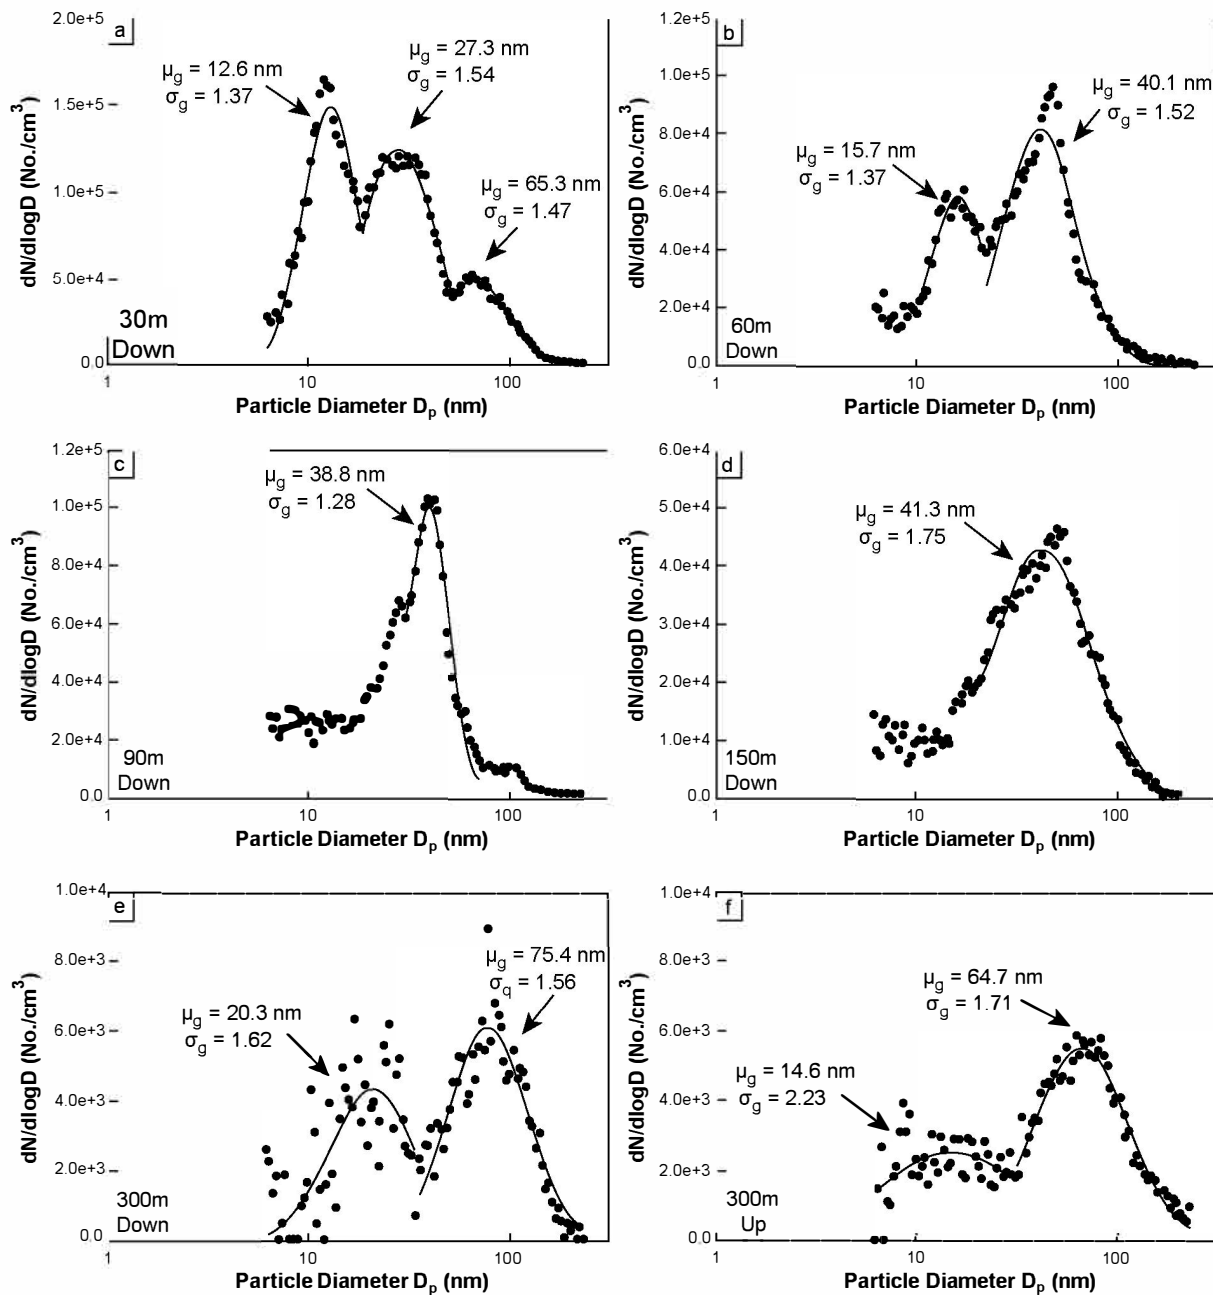 a
2.0e+5
1.5e+5
1.0e+5
5.0e+4
0.0
dN/dlogD (No./cm³)
μg = 12.6 nm
σg = 1.37
μg = 27.3 nm
σg = 1.54
μg = 65.3 nm
σg = 1.47
30m
Down
1 10 100
Particle Diameter Dp (nm)
b
1.2e+5
1.0e+5
8.0e+4
6.0e+4
4.0e+4
2.0e+4
0.0
dN/dlogD (No./cm³)
μg = 15.7 nm
σg = 1.37
μg = 40.1 nm
σg = 1.52
60m
Down
1 10 100
Particle Diameter Dp (nm)
c
1.2e+5
1.0e+5
8.0e+4
6.0e+4
4.0e+4
2.0e+4
0.0
dN/dlogD (No./cm³)
μg = 38.8 nm
σg = 1.28
90m
Down
1 10 100
Particle Diameter Dp (nm)
d
6.0e+4
5.0e+4
4.0e+4
3.0e+4
2.0e+4
1.0e+4
0.0
dN/dlogD (No./cm³)
μg = 41.3 nm
σg = 1.75
150m
Down
1 10 100
Particle Diameter Dp (nm)
e
1.0e+4
8.0e+3
6.0e+3
4.0e+3
2.0e+3
0.0
dN/dlogD (No./cm³)
μg = 20.3 nm
σg = 1.62
μg = 75.4 nm
σq = 1.56
300m
Down
1 10 100
Particle Diameter Dp (nm)
f
1.0e+4
8.0e+3
6.0e+3
4.0e+3
2.0e+3
0.0
dN/dlogD (No./cm³)
μg = 14.6 nm
σg = 2.23
μg = 64.7 nm
σg = 1.71
300m
Up
1 10 100
Particle Diameter Dp (nm)